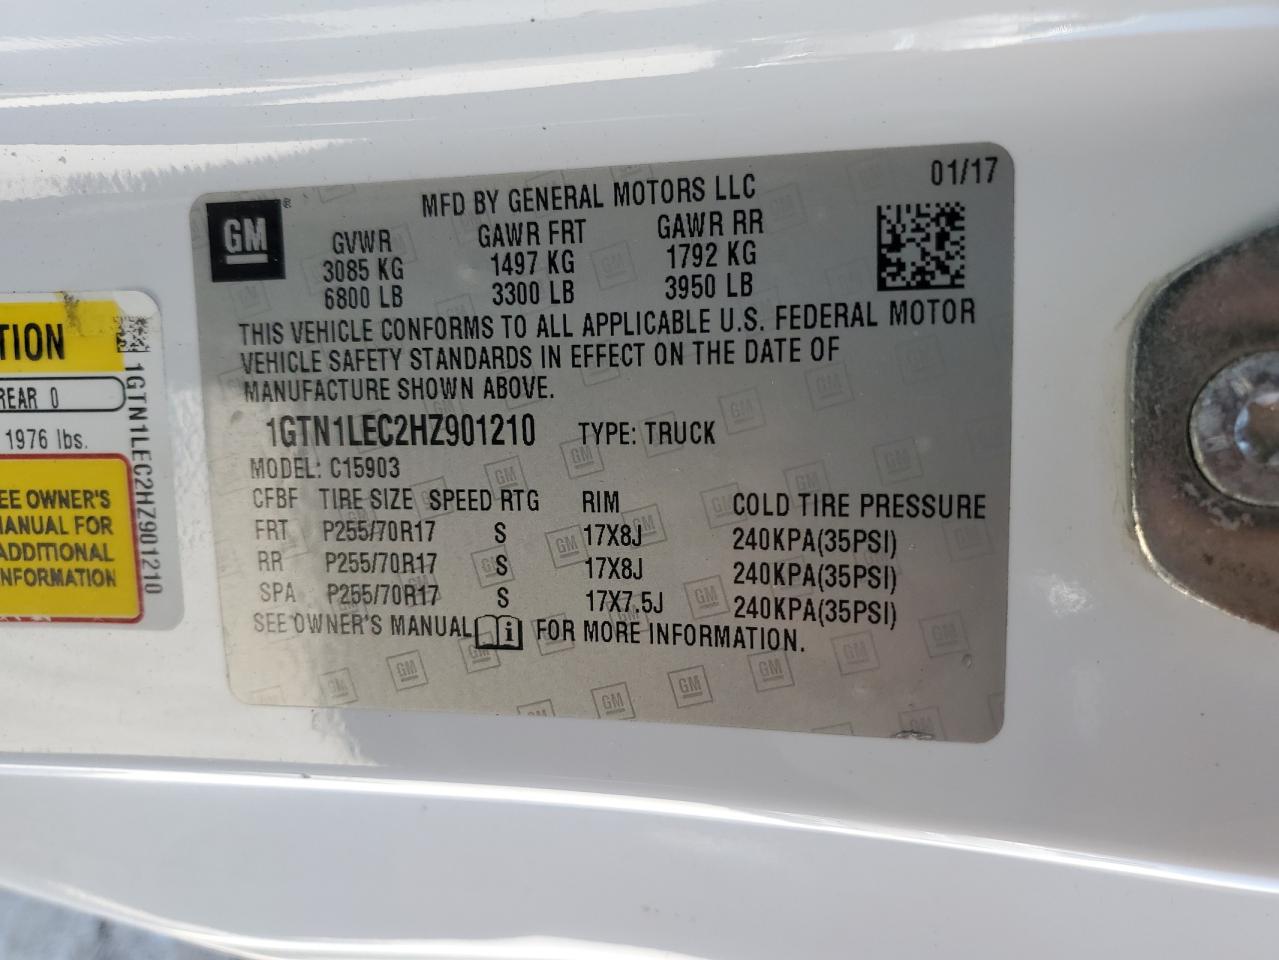 01/17
MFD BY GENERAL MOTORS LLC
GM®
GVWR GAWR FRT GAWR RR
3085 KG 1497 KG 1792 KG
6800 LB 3300 LB 3950 LB
THIS VEHICLE CONFORMS TO ALL APPLICABLE U.S. FEDERAL MOTOR
VEHICLE SAFETY STANDARDS IN EFFECT ON THE DATE OF
MANUFACTURE SHOWN ABOVE.
1GTN1LEC2HZ901210 TYPE: TRUCK
MODEL: C15903
CFBF TIRE SIZE SPEED RTG RIM COLD TIRE PRESSURE
FRT P255/70R17 S 17X8J 240KPA(35PSI)
RR P255/70R17 S 17X8J 240KPA(35PSI)
SPA P255/70R17 S 17X7.5J 240KPA(35PSI)
SEE OWNER'S MANUAL i FOR MORE INFORMATION.
TION
REAR 0
1976 lbs.
EE OWNER'S
MANUAL FOR
ADDITIONAL
NFORMATION
1GTN1LEC2HZ901210